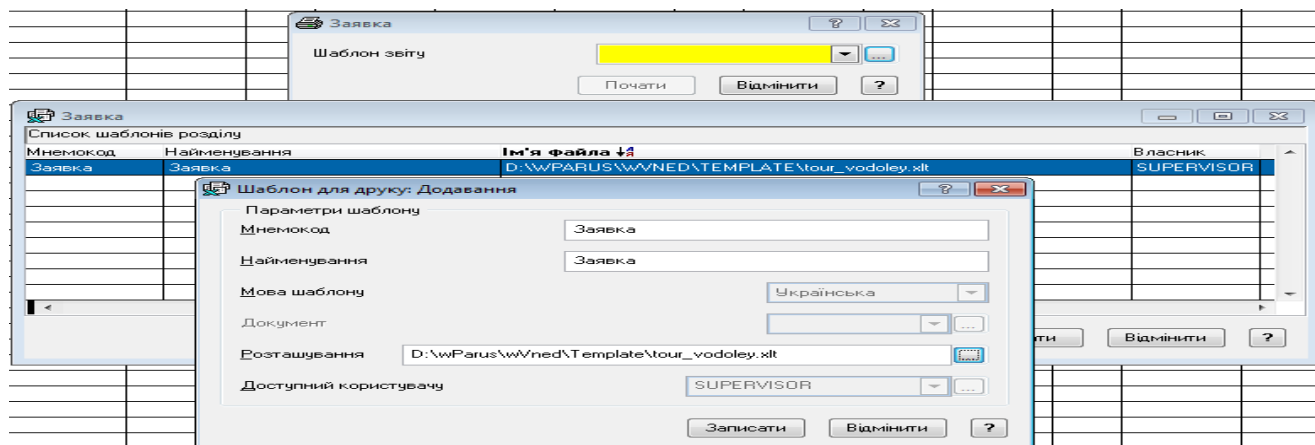 Заявка
Шаблон звіту
...
Почати Відмінити ?
Заявка
Список шаблонів розділу
Мнемокод Найменування Ім'я файла Власник
Заявка Заявка D:\WPARUS\WVNED\TEMPLATE\tour_vodoley.xlt SUPERVISOR
Шаблон для друку: Додавання
Параметри шаблону
Мнемокод Заявка
Найменування Заявка
Мова шаблону Українська
Документ ...
Розташування D:\wParus\wVned\Template\tour_vodoley.xlt ...
Доступний користувачу SUPERVISOR ...
Записати Відмінити ?
Відмінити ?